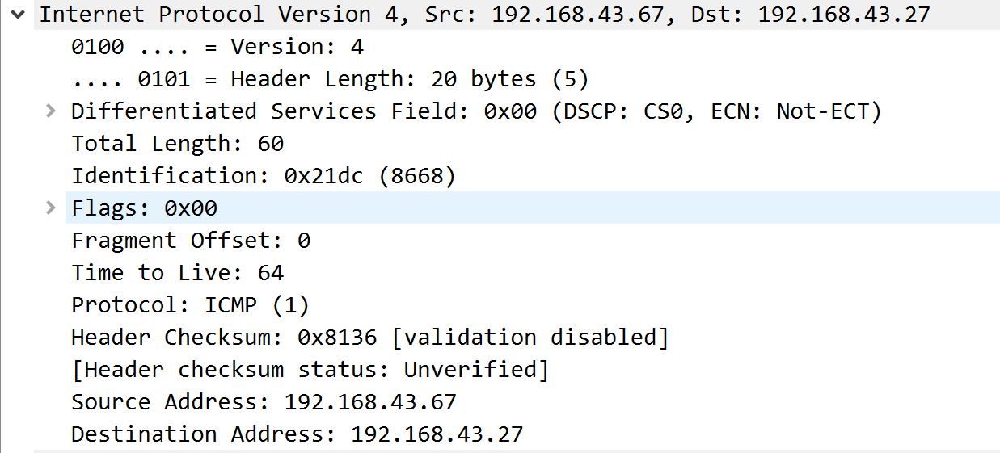 Internet Protocol Version 4, Src: 192.168.43.67, Dst: 192.168.43.27
0100 .... = Version: 4
.... 0101 = Header Length: 20 bytes (5)
Differentiated Services Field: 0x00 (DSCP: CS0, ECN: Not-ECT)
Total Length: 60
Identification: 0x21dc (8668)
Flags: 0x00
Fragment Offset: 0
Time to Live: 64
Protocol: ICMP (1)
Header Checksum: 0x8136 [validation disabled]
[Header checksum status: Unverified]
Source Address: 192.168.43.67
Destination Address: 192.168.43.27